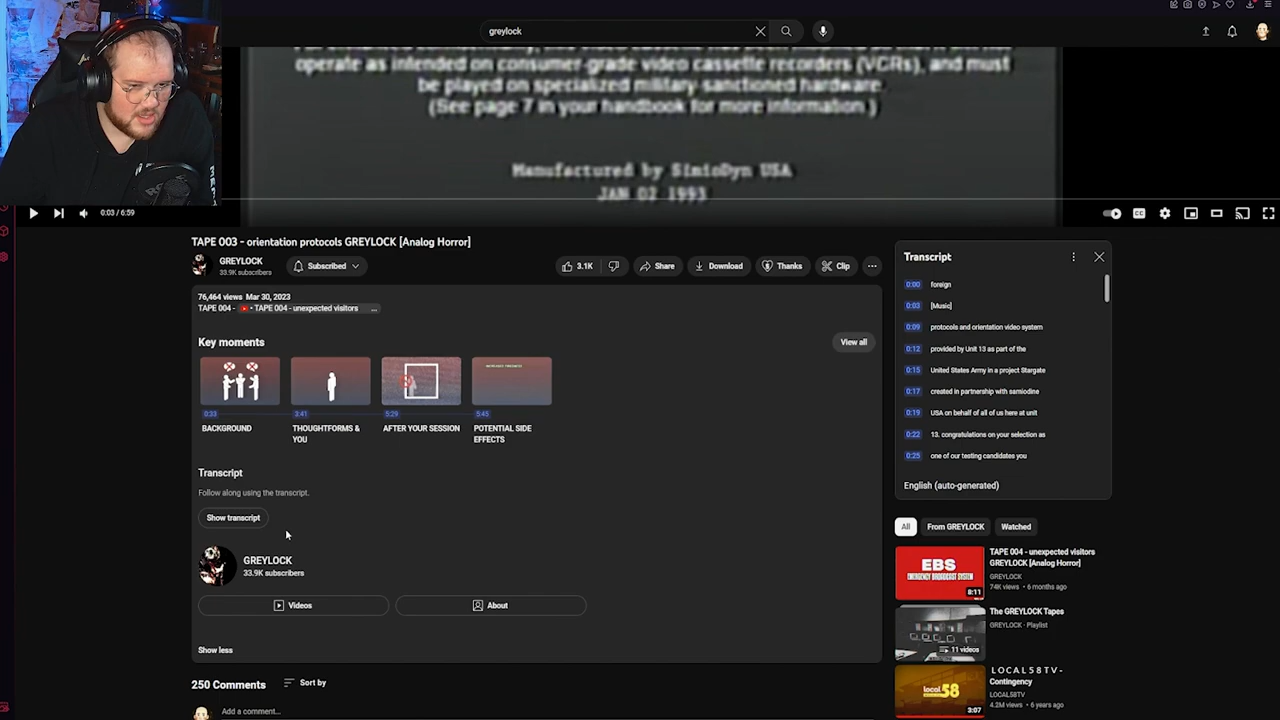 greylock
operate as intended on consumer-grade video cassette recorders (VCRs), and must
be played on specialized military-sanctioned hardware
(See page 7 in your handbook for more information.)
Manufactured by SimioDyn USA
JAN 02 1993
0:03 / 6:59
TAPE 003 - orientation protocols GREYLOCK [Analog Horror]
GREYLOCK
33.9K subscribers
Subscribed
3.1K
Share
Download
Thanks
Clip
...
76,464 views Mar 30, 2023
TAPE 004 - • TAPE 004 - unexpected visitors ...
Key moments
View all
0:33
BACKGROUND
3:41
THOUGHTFORMS &
YOU
5:29
AFTER YOUR SESSION
5:45
POTENTIAL SIDE
EFFECTS
Transcript
Follow along using the transcript.
Show transcript
GREYLOCK
33.9K subscribers
Videos
About
Show less
250 Comments
Sort by
Add a comment...
Transcript
0:00 foreign
0:03 [Music]
0:09 protocols and orientation video system
0:12 provided by Unit 13 as part of the
0:15 United States Army in a project Stargate
0:17 created in partnership with samiodine
0:19 USA on behalf of all of us here at unit
0:22 13. congratulations on your selection as
0:25 one of our testing candidates you
English (auto-generated)
All
From GREYLOCK
Watched
EBS
EMERGENCY BROADCAST SYSTEM
8:11
TAPE 004 - unexpected visitors
GREYLOCK [Analog Horror]
GREYLOCK
74K views • 6 months ago
11 videos
The GREYLOCK Tapes
GREYLOCK · Playlist
local58
3:07
L O C A L 5 8 T V -
Contingency
LOCAL58TV
4.2M views • 6 years ago